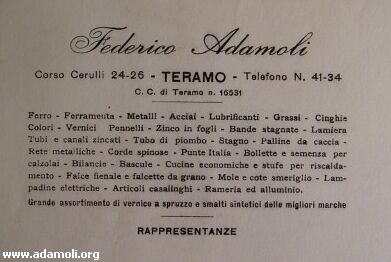 Federico Adamoli
Corso Cerulli 24-26 - TERAMO - Telefono N. 41-34
C. C. di Teramo n. 16531
Ferro - Ferramenta - Metalli - Acciai - Lubrificanti - Grassi - Cinghie
Colori - Vernici Pennelli - Zinco in fogli - Bande stagnate - Lamiera
Tubi e canali zincati - Tubo di piombo - Stagno - Palline da caccia -
Rete metalliche - Corde spinose - Punte Italia - Bollette e semenza per
calzolai - Bilancie - Bascule - Cucine economiche e stufe per riscalda-
mento - Falce fienale e falcette da grano - Mole e cote smeriglio - Lam-
padine elettriche - Articoli casalinghi - Rameria ed alluminio.
Grande assortimento di vernice a spruzzo e smalti sintetici delle migliori marche
RAPPRESENTANZE
www.adamoli.org